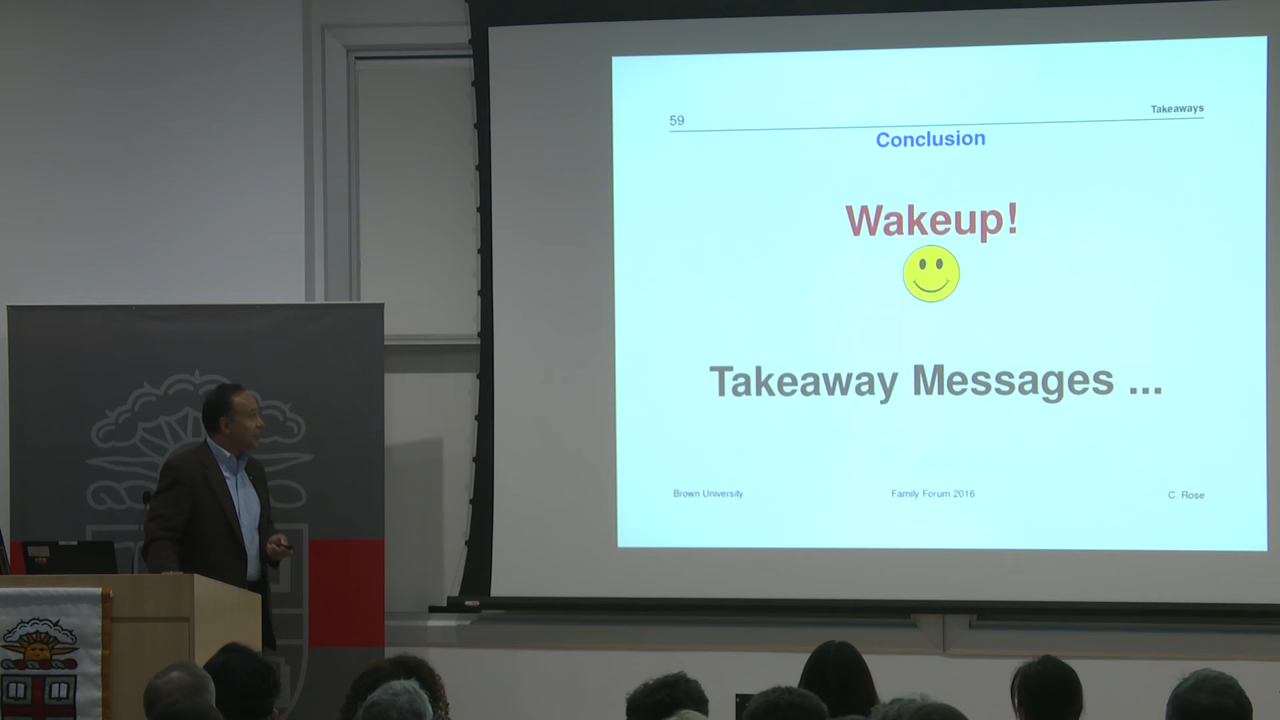 59
Takeaways
Conclusion
Wakeup!
Takeaway Messages ...
Brown University
Family Forum 2016
C. Rose